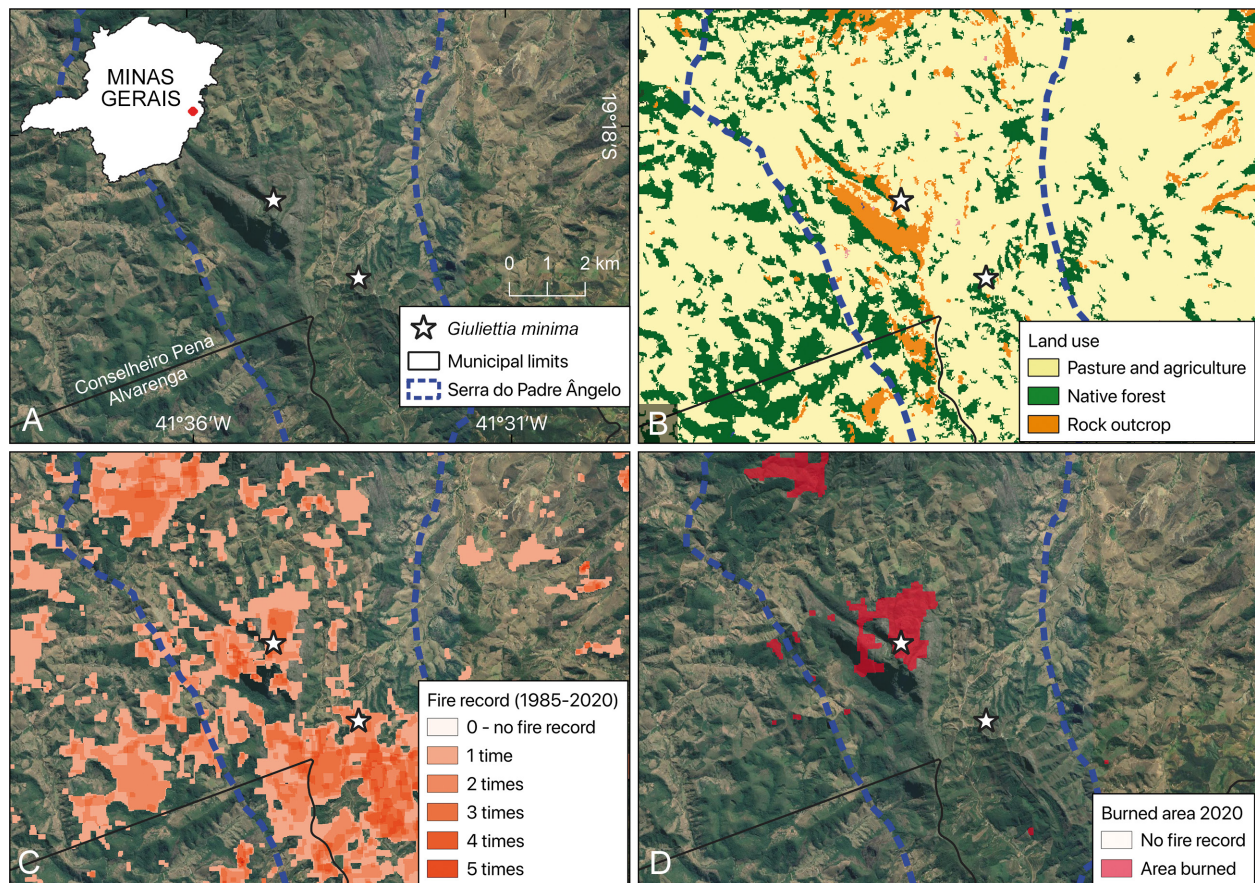 MINAS
GERAIS
19°18'S
0 1 2 km
Giuliettia minima
Municipal limits
Serra do Padre Ângelo
Conselheiro Pena
Alvarenga
41°36'W
41°31'W
A
Land use
Pasture and agriculture
Native forest
Rock outcrop
B
Fire record (1985-2020)
0 - no fire record
1 time
2 times
3 times
4 times
5 times
C
Burned area 2020
No fire record
Area burned
D